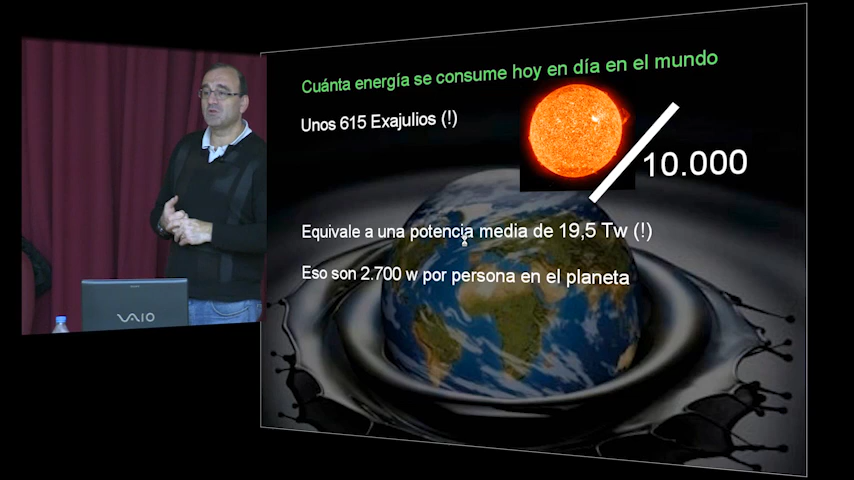 Cuánta energía se consume hoy en día en el mundo
Unos 615 Exajulios (!)
10.000
Equivale a una potencia media de 19,5 Tw (!)
Eso son 2.700 w por persona en el planeta
VAIO